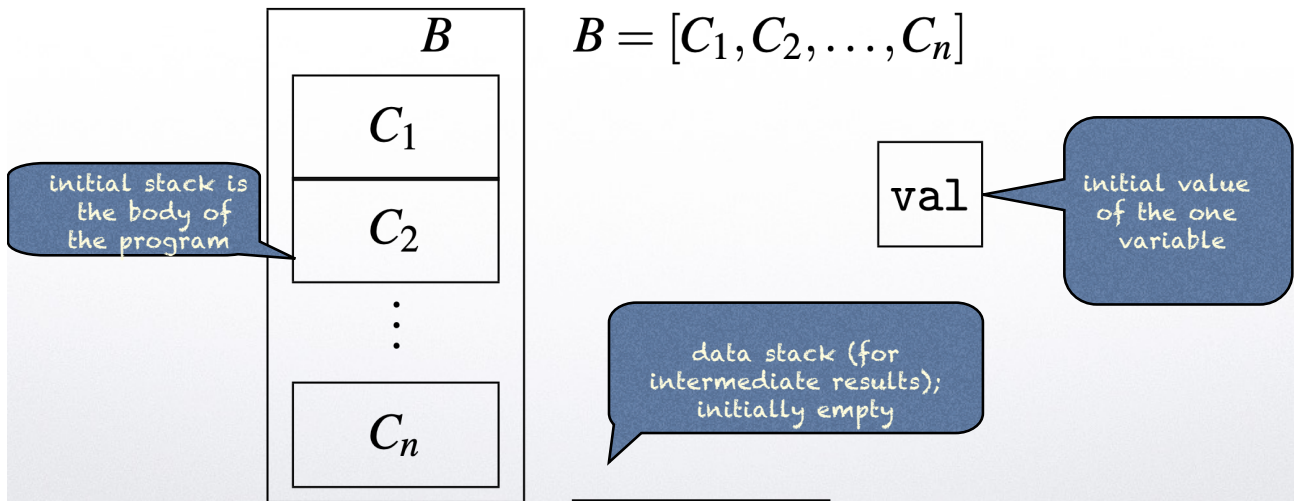 B
B = [C₁, C₂, . . . , Cₙ]
C₁
initial stack is
the body of
the program
C₂
⋮
Cₙ
val
initial value
of the one
variable
data stack (for
intermediate results);
initially empty